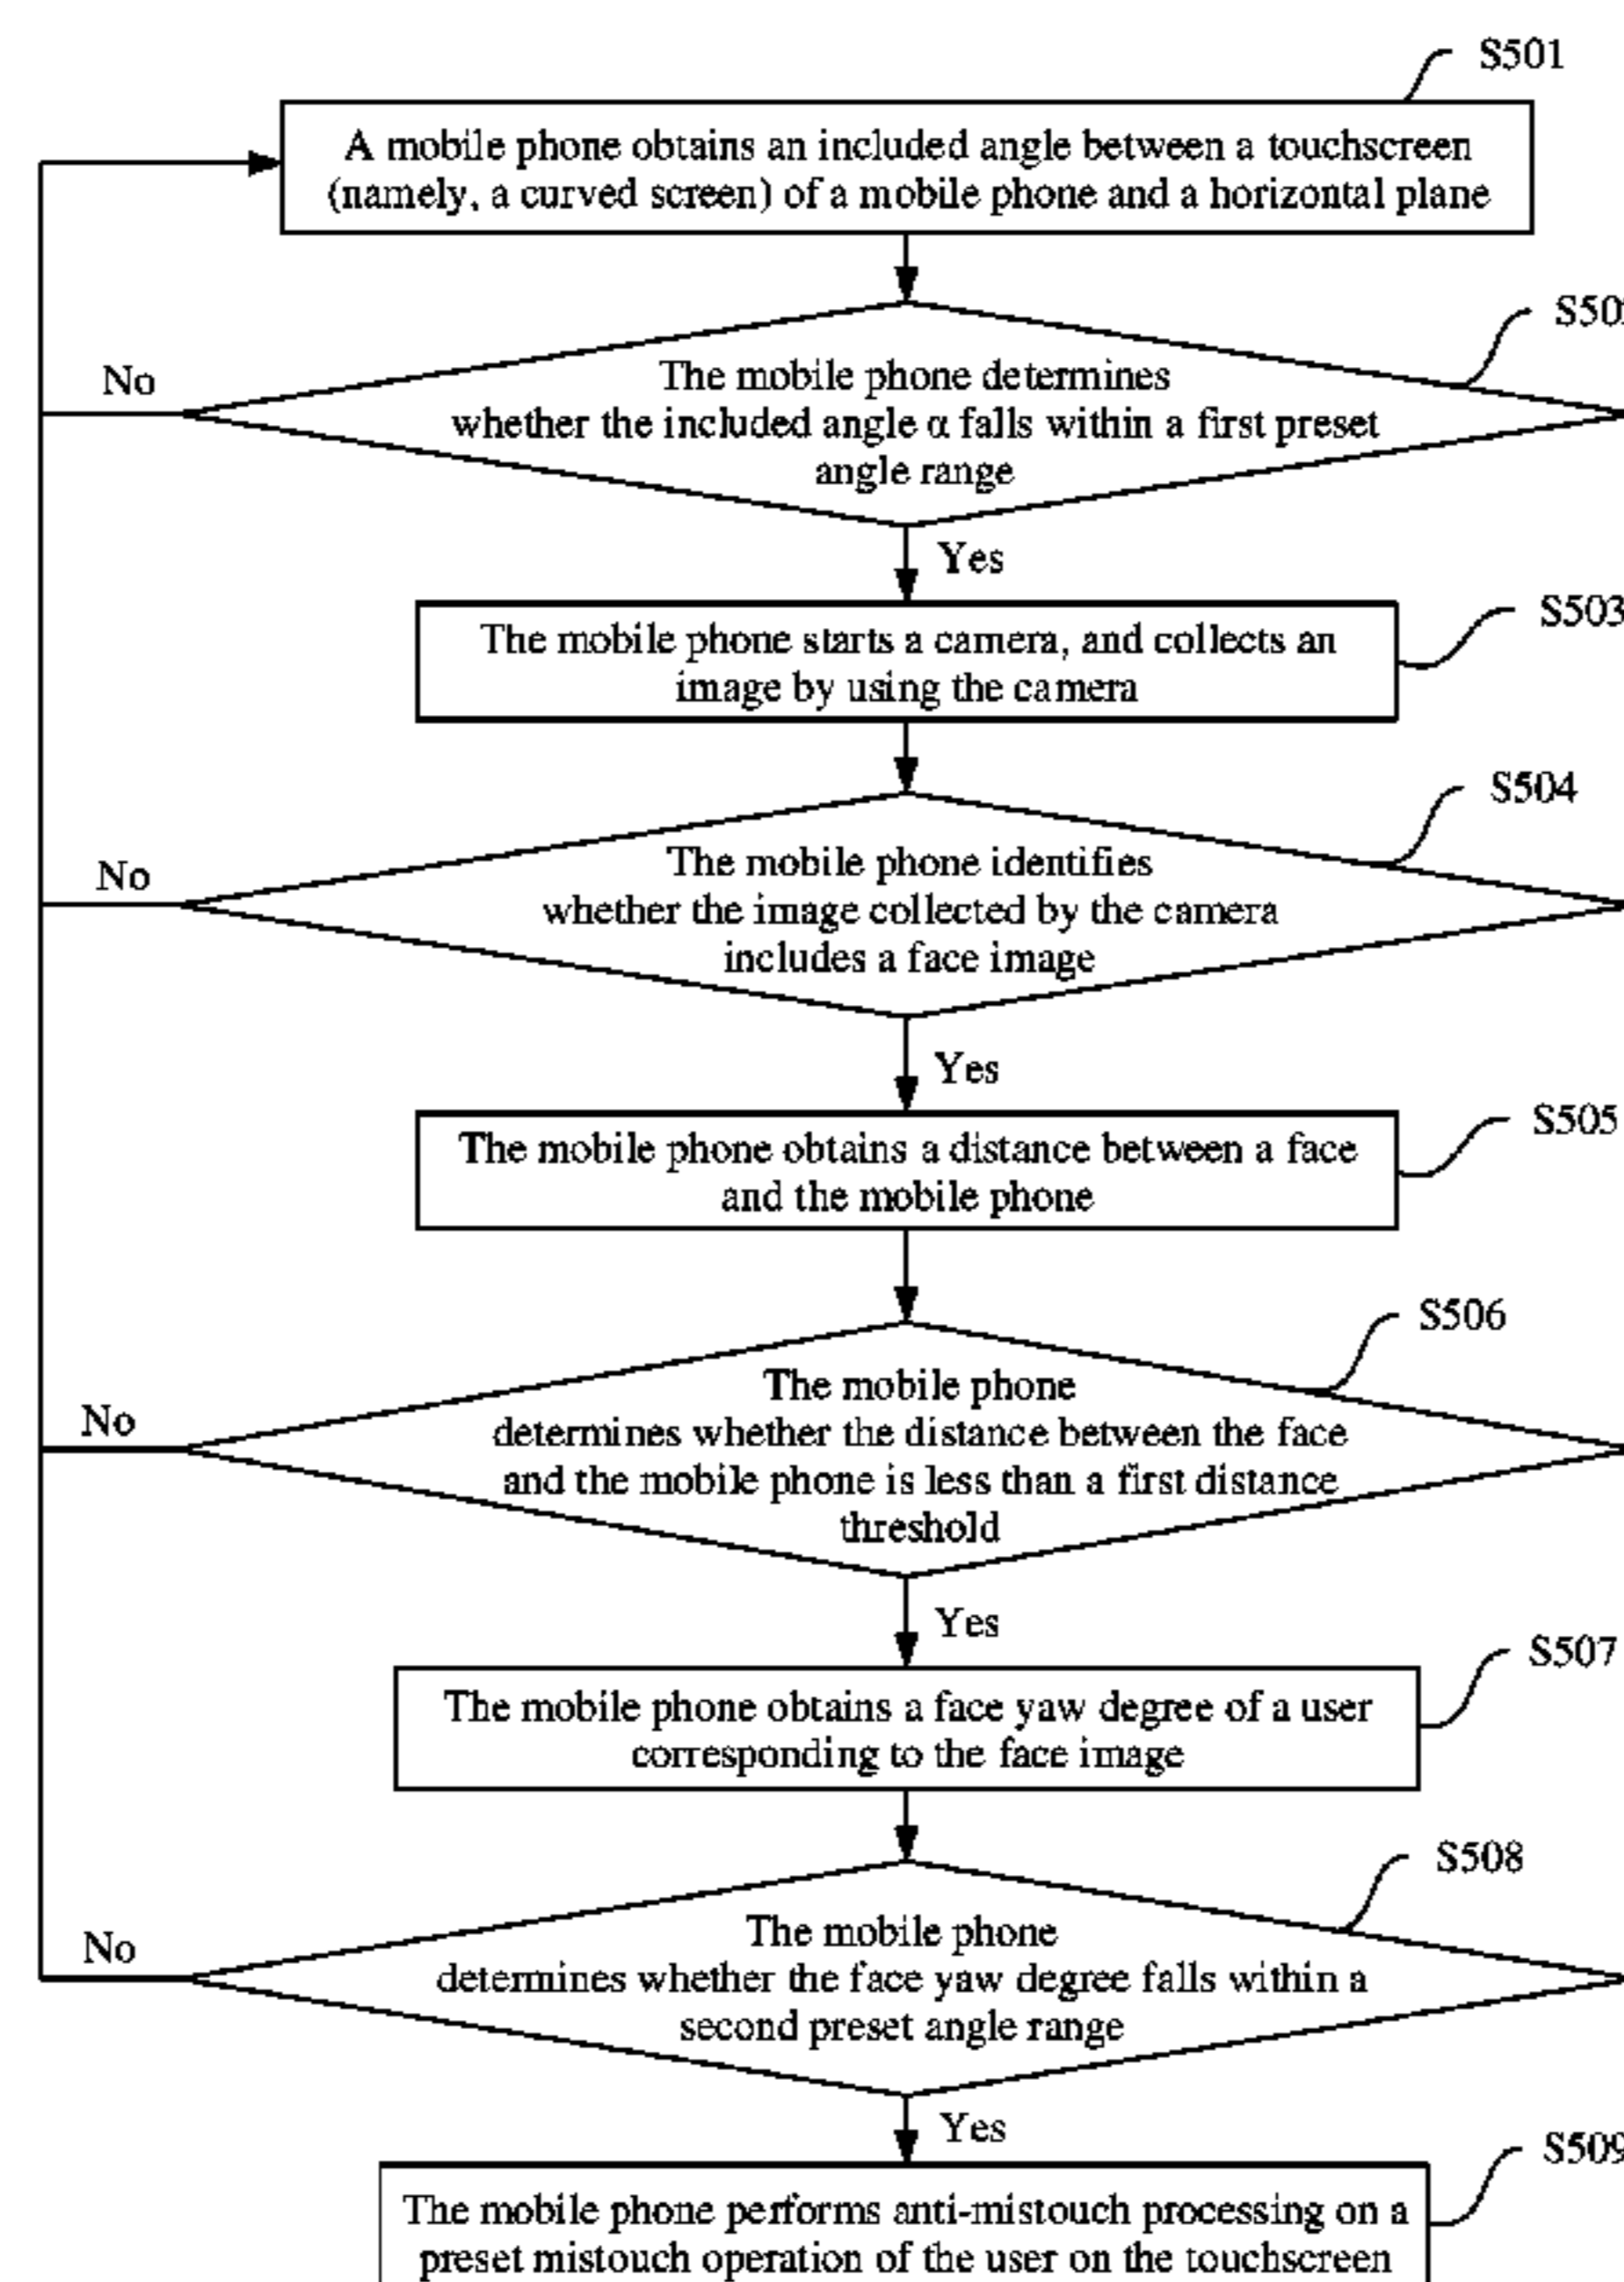 S501
A mobile phone obtains an included angle between a touchscreen
(namely, a curved screen) of a mobile phone and a horizontal plane
The mobile phone determines
whether the included angle α falls within a first preset
angle range
No
Yes
S503
The mobile phone starts a camera, and collects an
image by using the camera
S504
The mobile phone identifies
whether the image collected by the camera
includes a face image
No
Yes
S505
The mobile phone obtains a distance between a face
and the mobile phone
S506
The mobile phone
determines whether the distance between the face
and the mobile phone is less than a first distance
threshold
No
Yes
S507
The mobile phone obtains a face yaw degree of a user
corresponding to the face image
S508
The mobile phone
determines whether the face yaw degree falls within a
second preset angle range
No
Yes
S509
The mobile phone performs anti-mistouch processing on a
preset mistouch operation of the user on the touchscreen